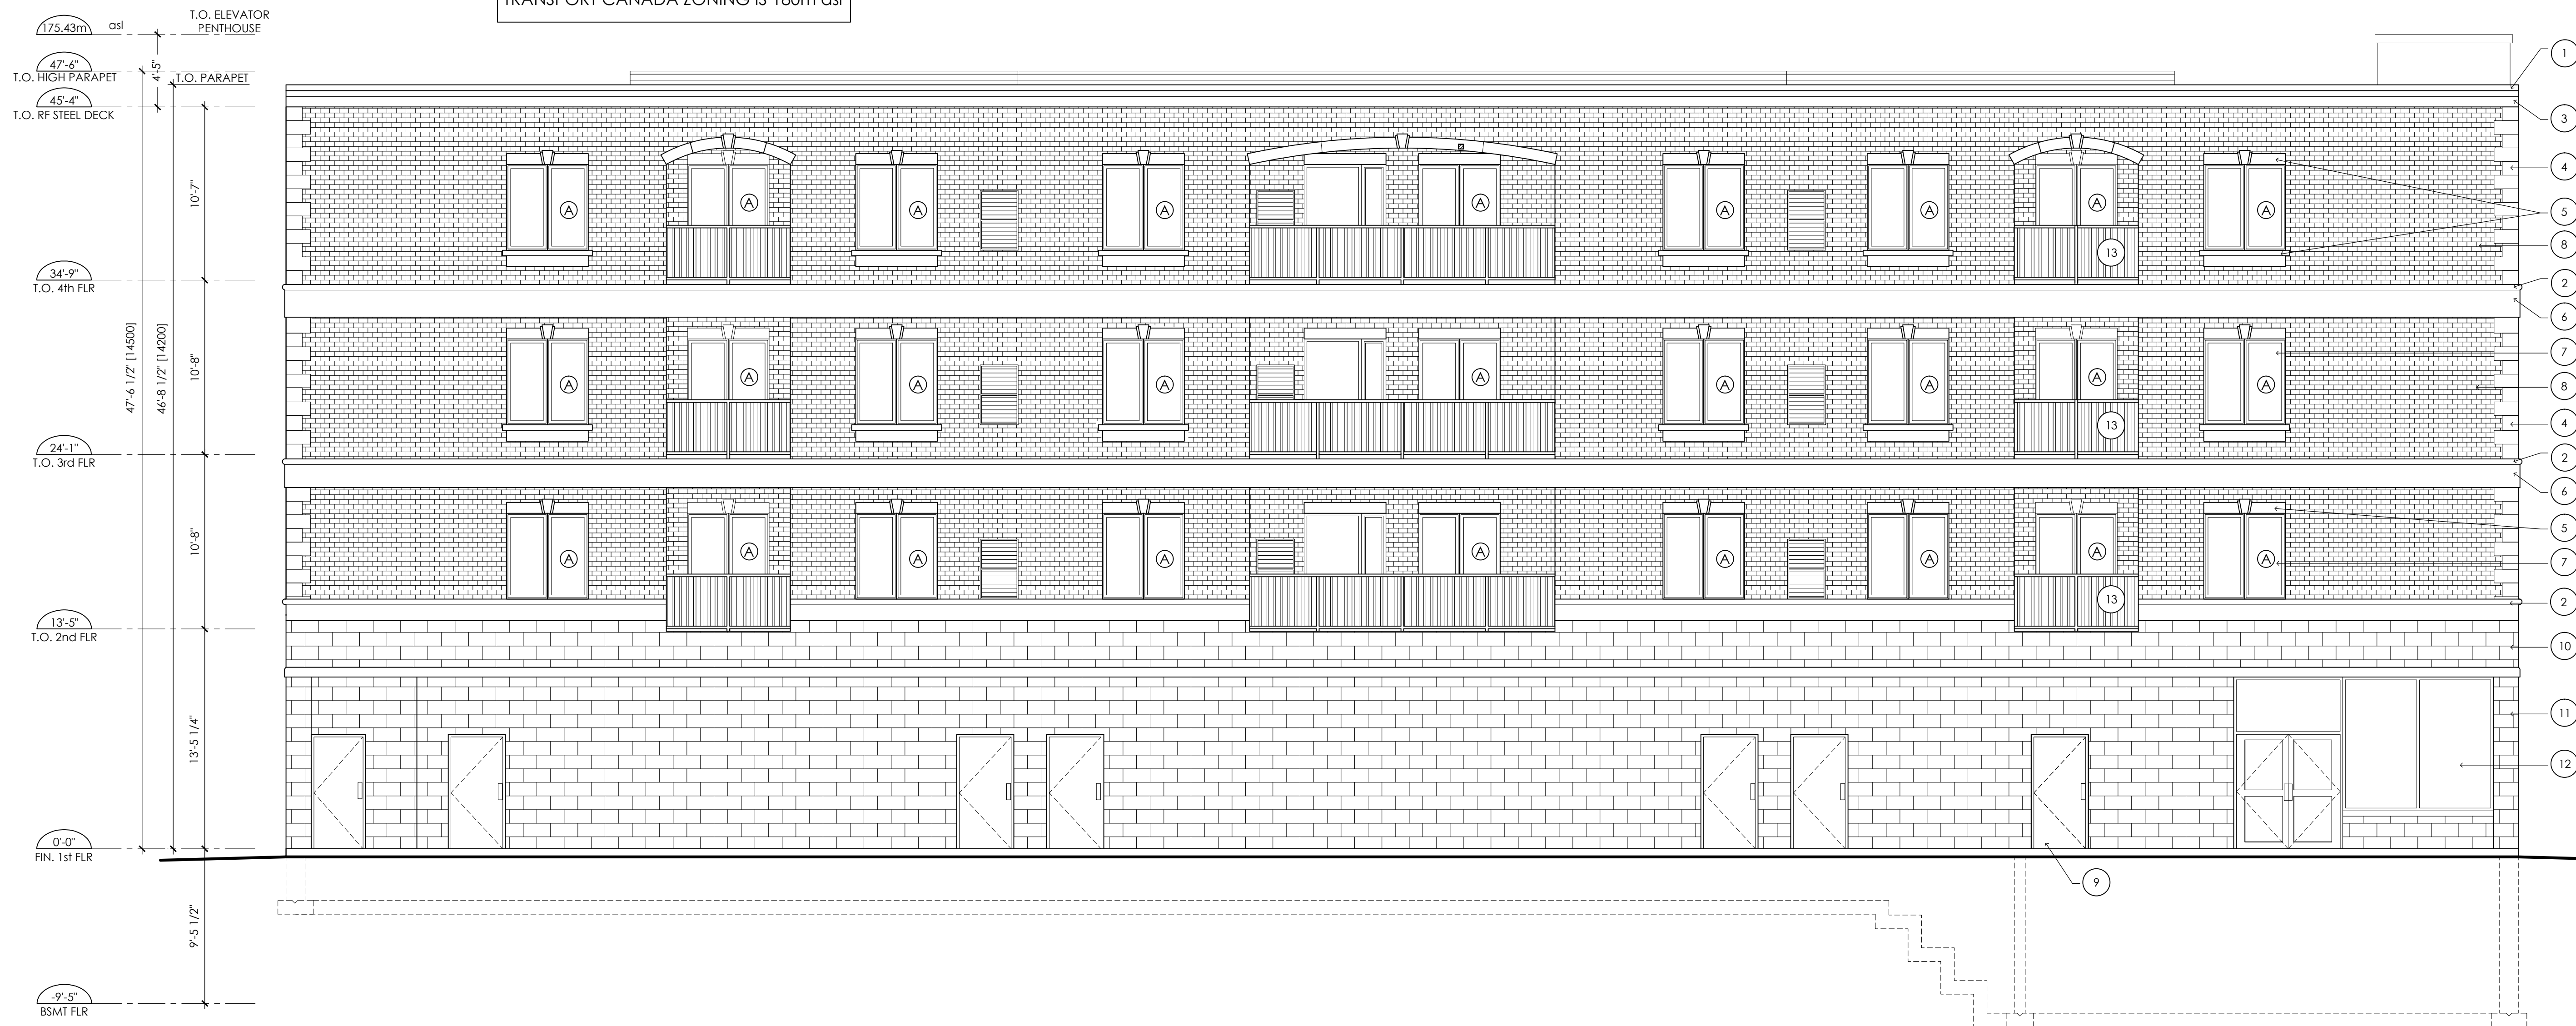 TRANSPORT CANADA ZONING IS 180m asl
175.43m asl
T.O. ELEVATOR
PENTHOUSE
47'-6"
T.O. HIGH PARAPET
T.O. PARAPET
4'-5"
45'-4"
T.O. RF STEEL DECK
10'-7"
34'-9"
T.O. 4th FLR
47'-6 1/2" [14500]
46'-8 1/2" [14200]
10'-8"
24'-1"
T.O. 3rd FLR
10'-8"
13'-5"
T.O. 2nd FLR
13'-5 1/4"
0'-0"
FIN. 1st FLR
9'-5 1/2"
-9'-5"
BSMT FLR
A A A A A A A A A
13
A A A A A A A A A
13
A A A A A A A A A
13
1
3
4
5
8
2
6
7
8
4
2
6
5
7
2
10
11
12
9